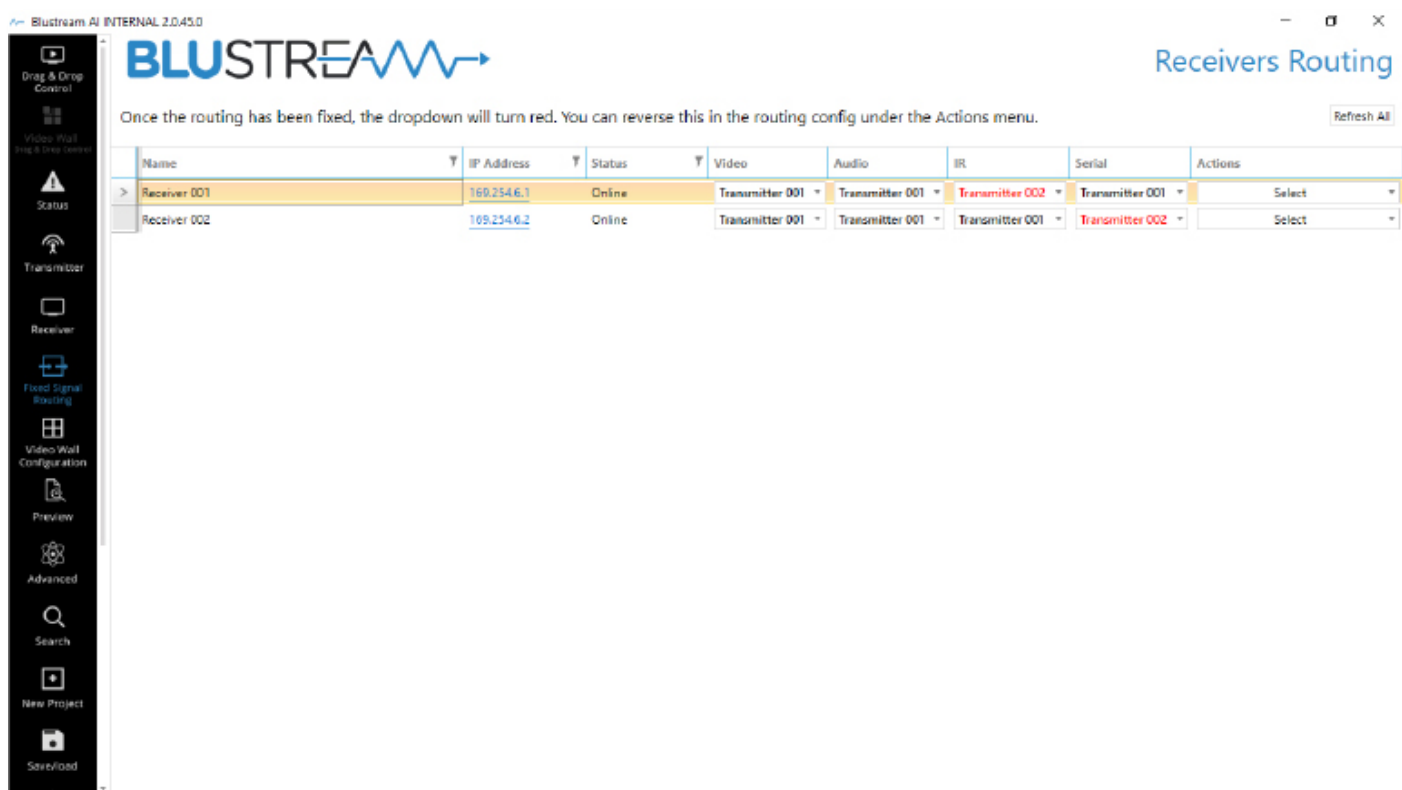 Blustream AI INTERNAL 2.0.45.0
BLUSTREAM
Receivers Routing
Once the routing has been fixed, the dropdown will turn red. You can reverse this in the routing config under the Actions menu.
Refresh All
Name IP Address Status Video Audio IR Serial Actions
Receiver 001 169.254.6.1 Online Transmitter 001 Transmitter 001 Transmitter 002 Transmitter 001 Select
Receiver 002 169.254.6.2 Online Transmitter 001 Transmitter 001 Transmitter 001 Transmitter 002 Select
Drag & Drop
Control
Video Wall
Drag & Drop Control
Status
Transmitter
Receiver
Fixed Signal
Routing
Video Wall
Configuration
Preview
Advanced
Search
New Project
Save/load